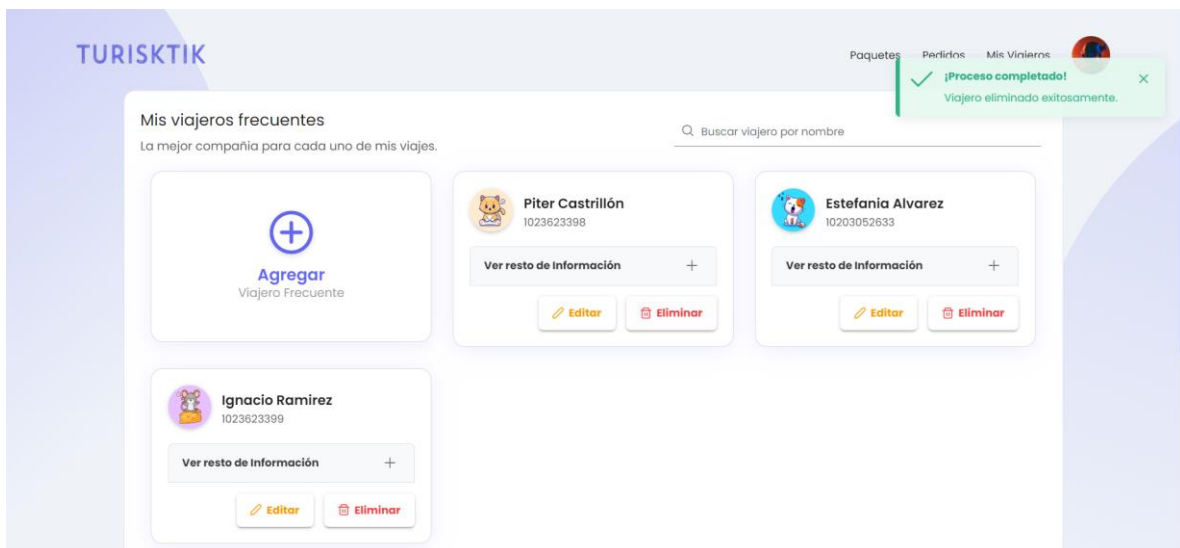 TURISKTIK
Paquetes Pedidos Mis Viajeros
¡Proceso completado!
Viajero eliminado exitosamente.
Mis viajeros frecuentes
La mejor compañia para cada uno de mis viajes.
Buscar viajero por nombre
Agregar
Viajero Frecuente
Piter Castrillón
1023623398
Ver resto de Información
Editar Eliminar
Estefania Alvarez
10203052633
Ver resto de Información
Editar Eliminar
Ignacio Ramirez
1023623399
Ver resto de Información
Editar Eliminar